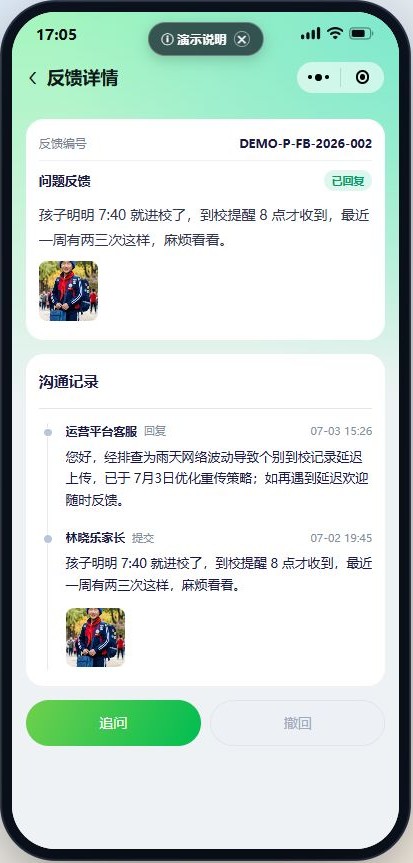 17:05
演示说明
反馈详情
反馈编号 DEMO-P-FB-2026-002
问题反馈 已回复
孩子明明 7:40 就进校了，到校提醒 8 点才收到，最近
一周有两三次这样，麻烦看看。
沟通记录
运营平台客服 回复 07-03 15:26
您好，经排查为雨天网络波动导致个别到校记录延迟
上传，已于 7月3日优化重传策略；如再遇到延迟欢迎
随时反馈。
林晓乐家长 提交 07-02 19:45
孩子明明 7:40 就进校了，到校提醒 8 点才收到，最近
一周有两三次这样，麻烦看看。
追问 撤回